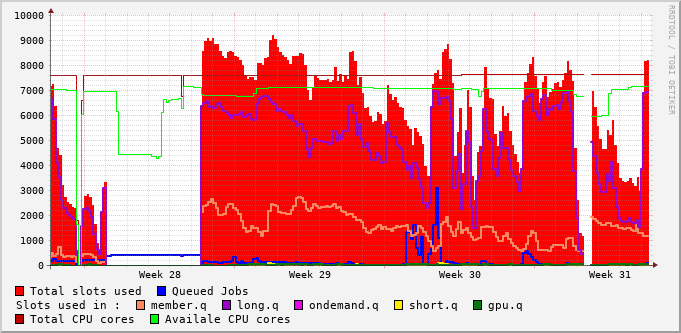 10000
9000
8000
7000
6000
5000
4000
3000
2000
1000
0
Week 28 Week 29 Week 30 Week 31
Total slots used Queued Jobs
Slots used in : member.q long.q ondemand.q short.q gpu.q
Total CPU cores Availale CPU cores
RRDTOOL / TOBI OETIKER